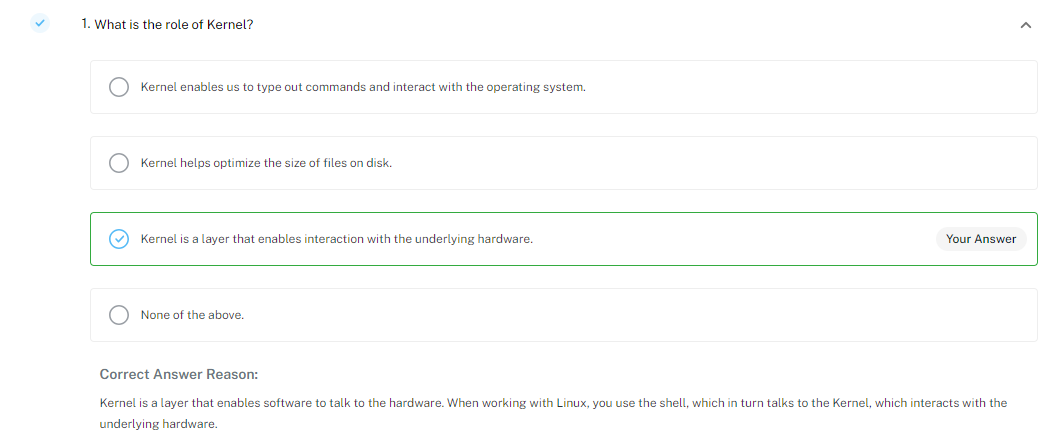 1. What is the role of Kernel?
Kernel enables us to type out commands and interact with the operating system.
Kernel helps optimize the size of files on disk.
Kernel is a layer that enables interaction with the underlying hardware.
Your Answer
None of the above.
Correct Answer Reason:
Kernel is a layer that enables software to talk to the hardware. When working with Linux, you use the shell, which in turn talks to the Kernel, which interacts with the
underlying hardware.